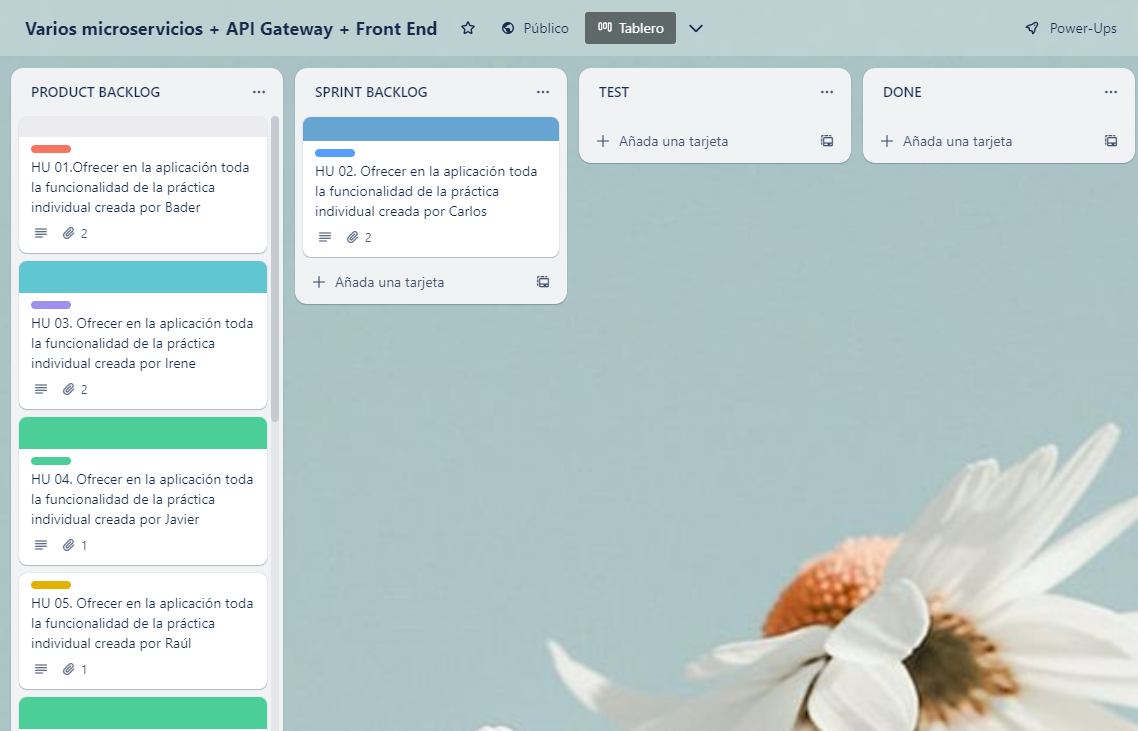 Varios microservicios + API Gateway + Front End
Público
Tablero
Power-Ups
PRODUCT BACKLOG
HU 01.Ofrecer en la aplicación toda
la funcionalidad de la práctica
individual creada por Bader
2
HU 03. Ofrecer en la aplicación toda
la funcionalidad de la práctica
individual creada por Irene
2
HU 04. Ofrecer en la aplicación toda
la funcionalidad de la práctica
individual creada por Javier
1
HU 05. Ofrecer en la aplicación toda
la funcionalidad de la práctica
individual creada por Raúl
1
SPRINT BACKLOG
HU 02. Ofrecer en la aplicación toda
la funcionalidad de la práctica
individual creada por Carlos
2
Añada una tarjeta
TEST
Añada una tarjeta
DONE
Añada una tarjeta